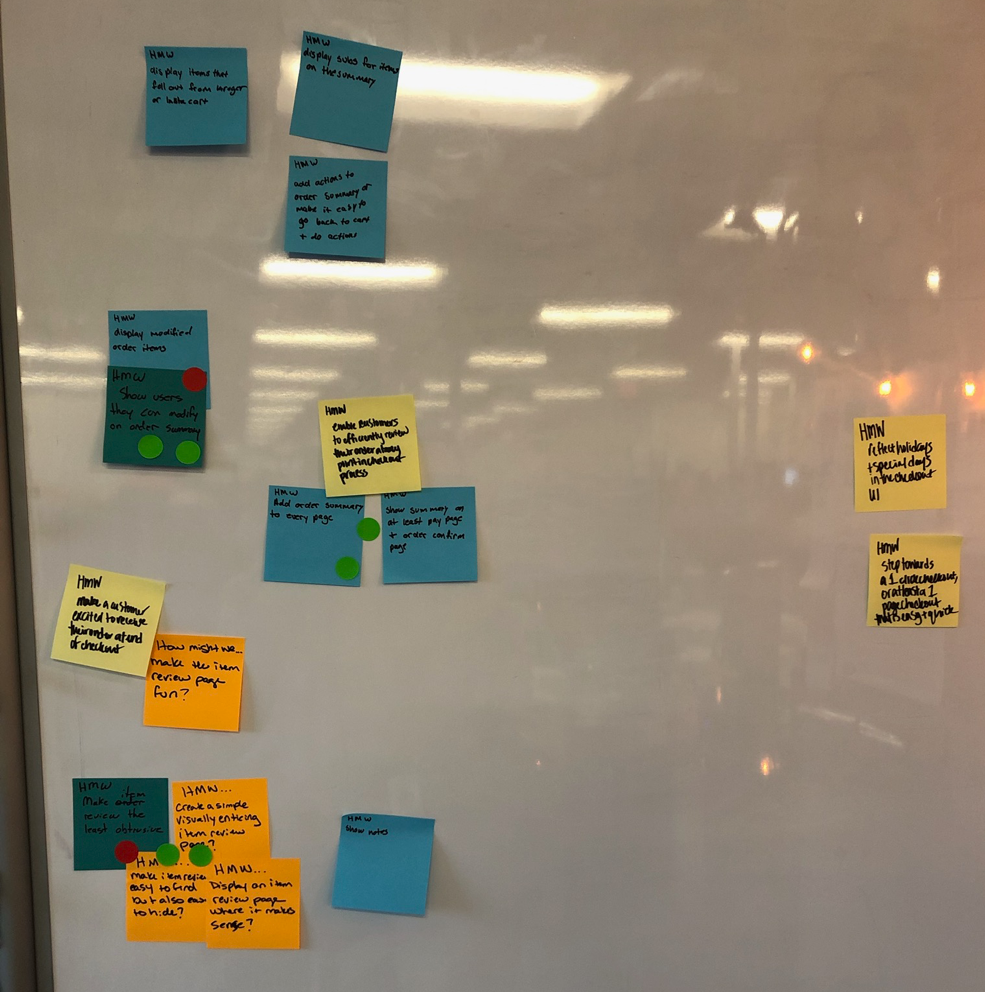 HMW
display items that
fall out from
or cart
HMW
display subs for items
on the summary
HMW
add actions to
order summary or
make it easy to
go back to cart
+ do actions
HMW
display modified
order items
HMW
Show users
they can modify
on order summary
HMW
enable customers
to efficiently review
their order at any
point in checkout
process
HMW
Add order summary
to every page
HMW
Show summary on
at least pay page
+ order confirm
page
HMW
reflect holidays
+ special days
in the checkout
UI
HMW
step towards
a 1 click checkout,
or at least a 1
page checkout
that is easy + quick
HMW
make a customer
excited to receive
their order at end
of checkout
How might we...
make the item
review page
fun?
HMW
item
Make order
review the
least obtrusive
HMW...
Create a simple
visually enticing
item review
page?
HM...
make item review
easy to find
but also
to hide?
HMW...
Display an item
review page
where it makes
sense?
HMW
show notes